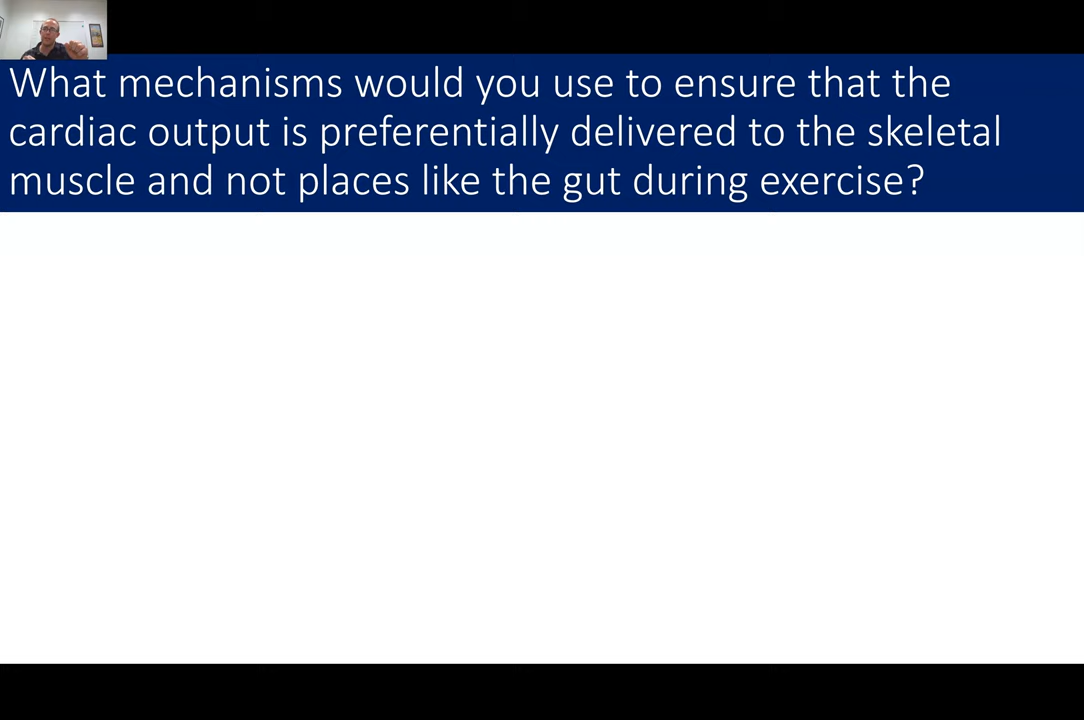 What mechanisms would you use to ensure that the
cardiac output is preferentially delivered to the skeletal
muscle and not places like the gut during exercise?